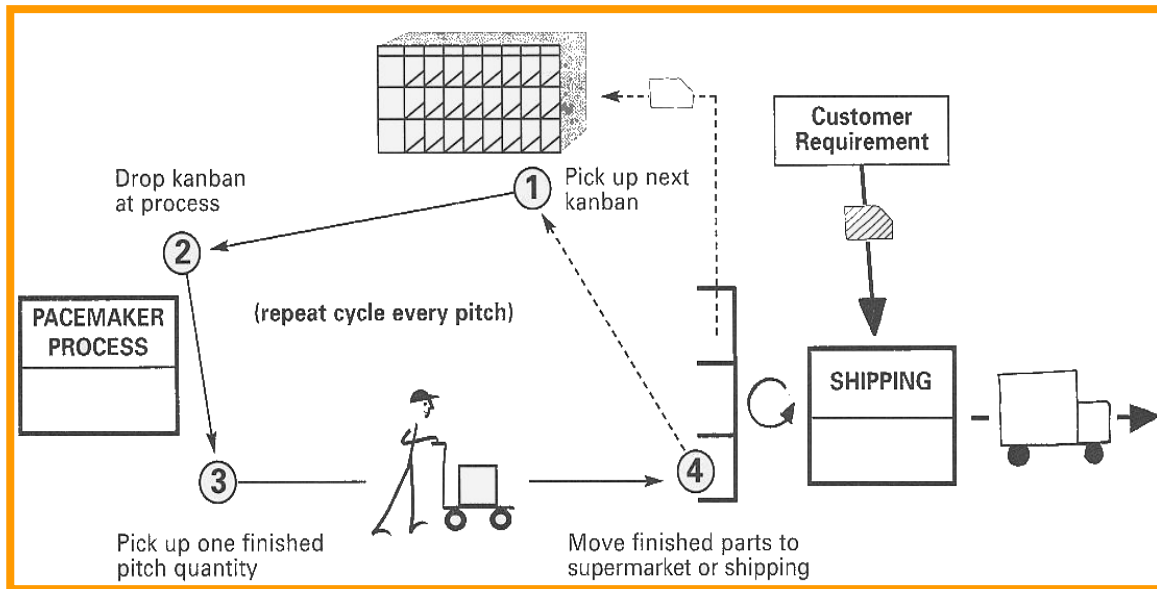 Customer
Requirement
Drop kanban
at process
1
Pick up next
kanban
2
(repeat cycle every pitch)
PACEMAKER
PROCESS
SHIPPING
3
4
Pick up one finished
pitch quantity
Move finished parts to
supermarket or shipping